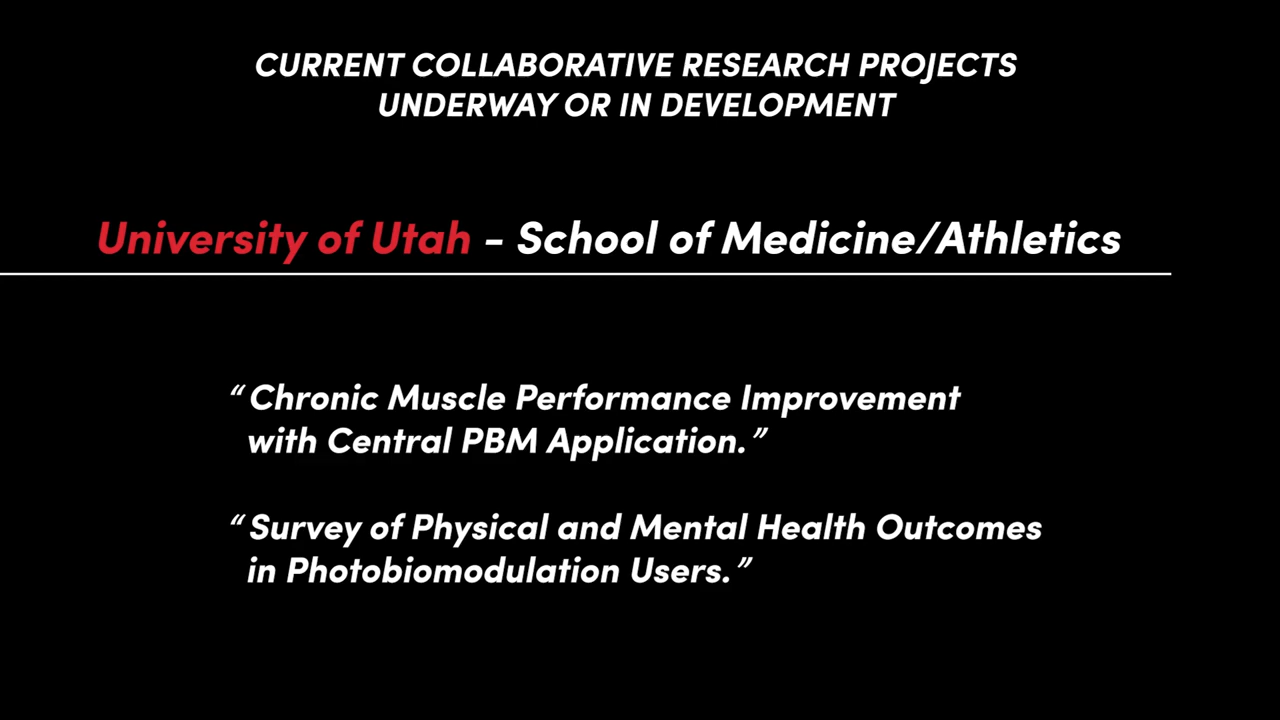 CURRENT COLLABORATIVE RESEARCH PROJECTS
UNDERWAY OR IN DEVELOPMENT
University of Utah - School of Medicine/Athletics
“Chronic Muscle Performance Improvement
with Central PBM Application.”
“Survey of Physical and Mental Health Outcomes
in Photobiomodulation Users.”